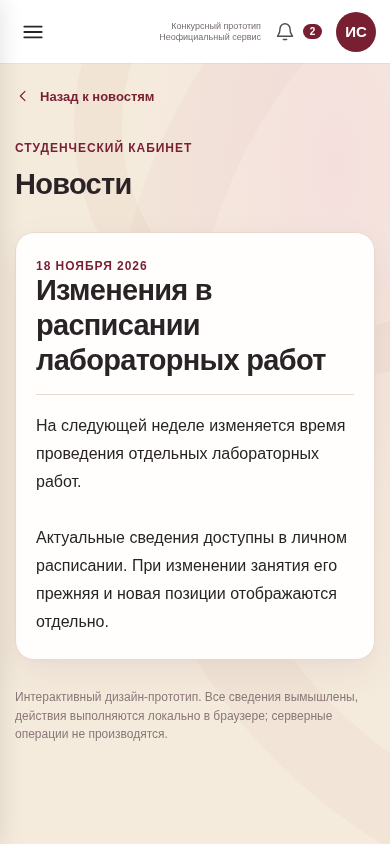 Конкурсный прототип
Неофициальный сервис
2
ИС
Назад к новостям
СТУДЕНЧЕСКИЙ КАБИНЕТ
Новости
18 НОЯБРЯ 2026
Изменения в
расписании
лабораторных работ
На следующей неделе изменяется время
проведения отдельных лабораторных
работ.
Актуальные сведения доступны в личном
расписании. При изменении занятия его
прежняя и новая позиции отображаются
отдельно.
Интерактивный дизайн-прототип. Все сведения вымышлены,
действия выполняются локально в браузере; серверные
операции не производятся.